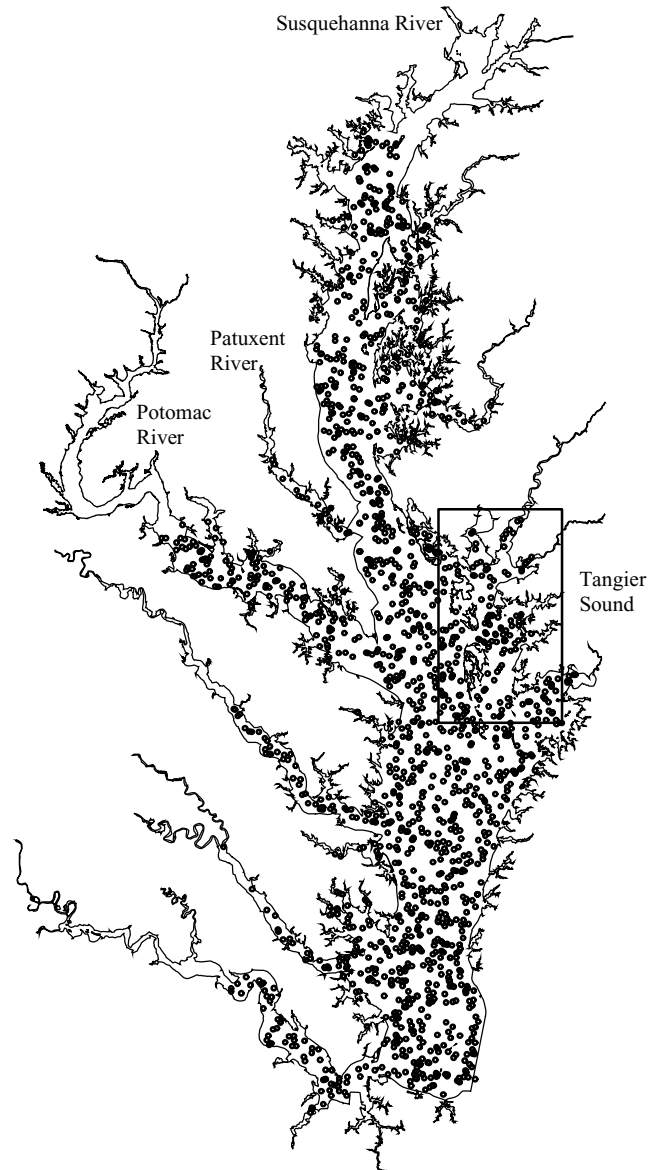 Susquehanna River
Patuxent
River
Potomac
River
Tangier
Sound